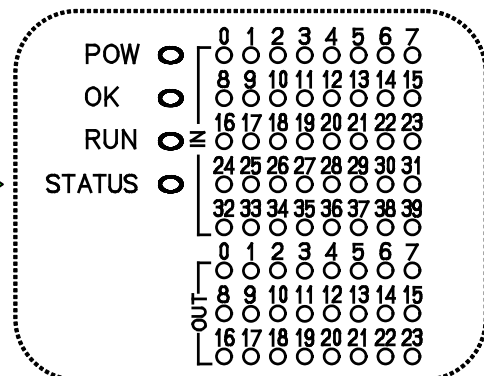 POW 0 1 2 3 4 5 6 7
OK 8 9 10 11 12 13 14 15
RUN IN 16 17 18 19 20 21 22 23
STATUS 24 25 26 27 28 29 30 31
32 33 34 35 36 37 38 39
0 1 2 3 4 5 6 7
OUT 8 9 10 11 12 13 14 15
16 17 18 19 20 21 22 23